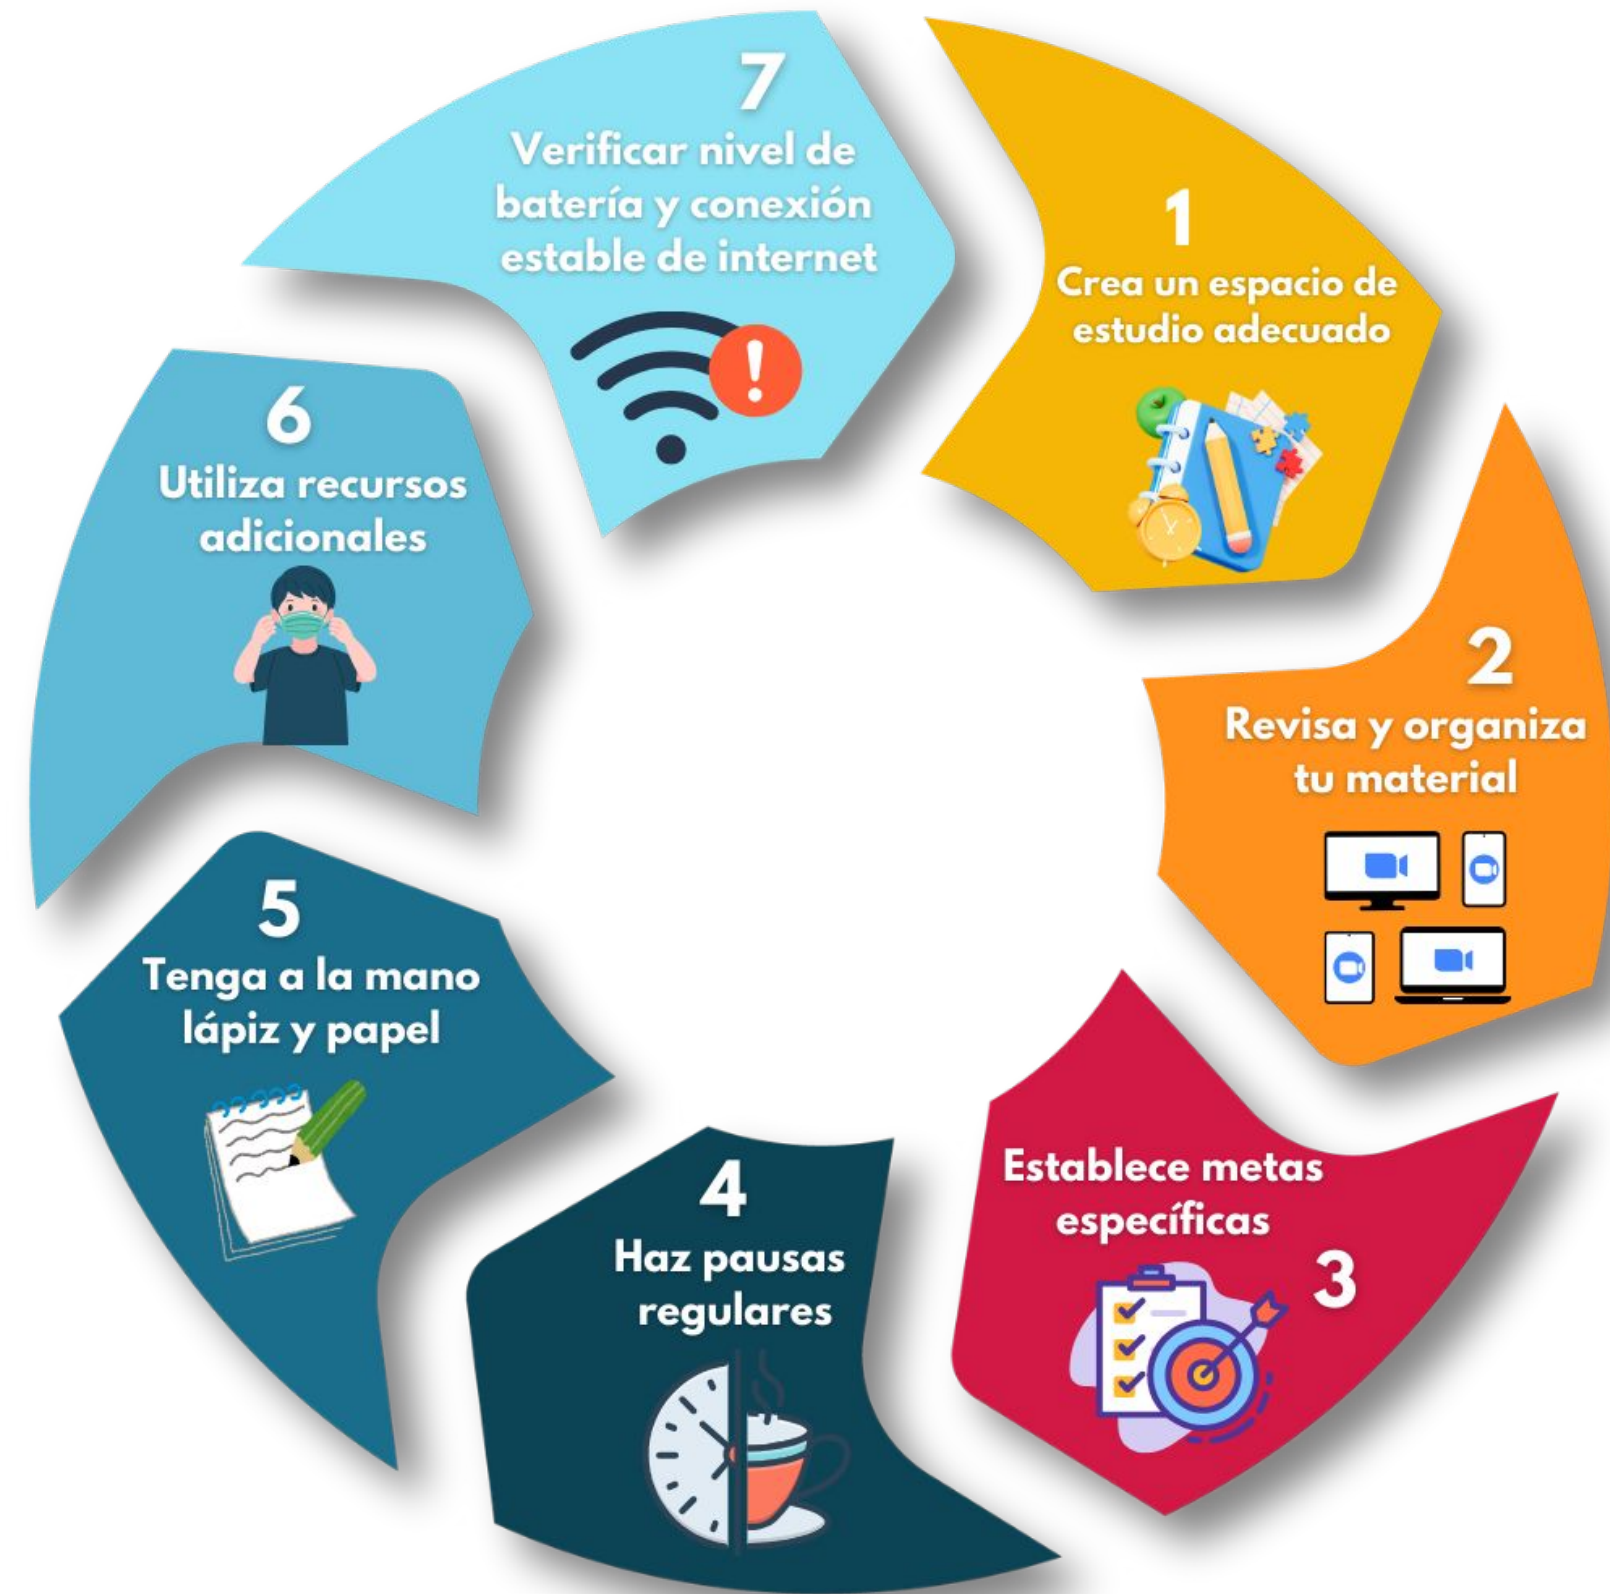 1
Crea un espacio de
estudio adecuado
2
Revisa y organiza
tu material
Establece metas
específicas
3
4
Haz pausas
regulares
5
Tenga a la mano
lápiz y papel
6
Utiliza recursos
adicionales
7
Verificar nivel de
batería y conexión
estable de internet